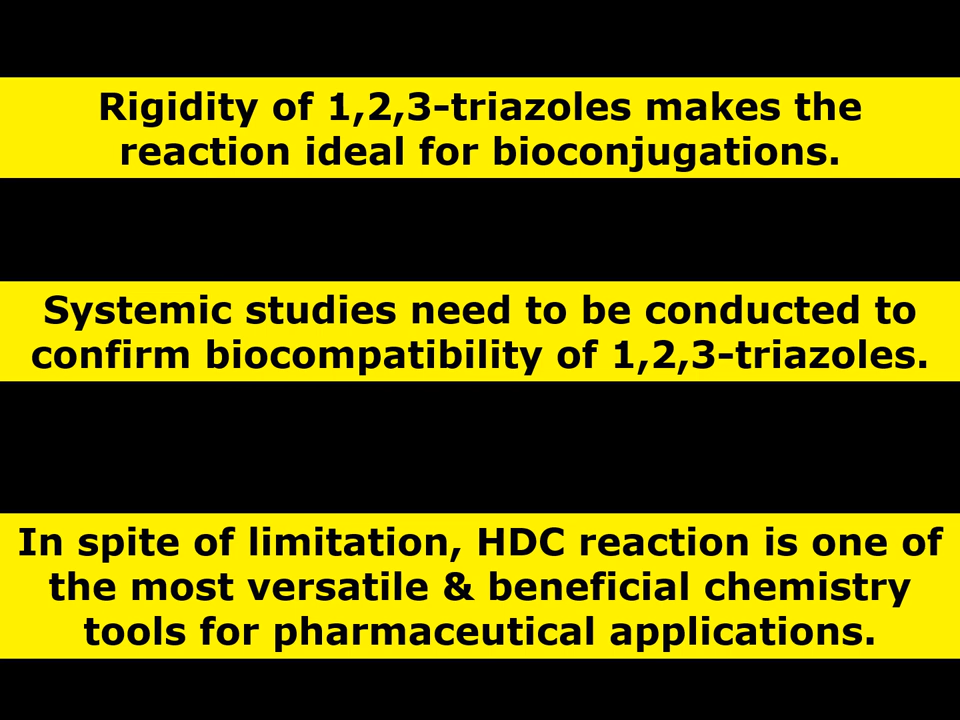 Rigidity of 1,2,3-triazoles makes the
reaction ideal for bioconjugations.
Systemic studies need to be conducted to
confirm biocompatibility of 1,2,3-triazoles.
In spite of limitation, HDC reaction is one of
the most versatile & beneficial chemistry
tools for pharmaceutical applications.